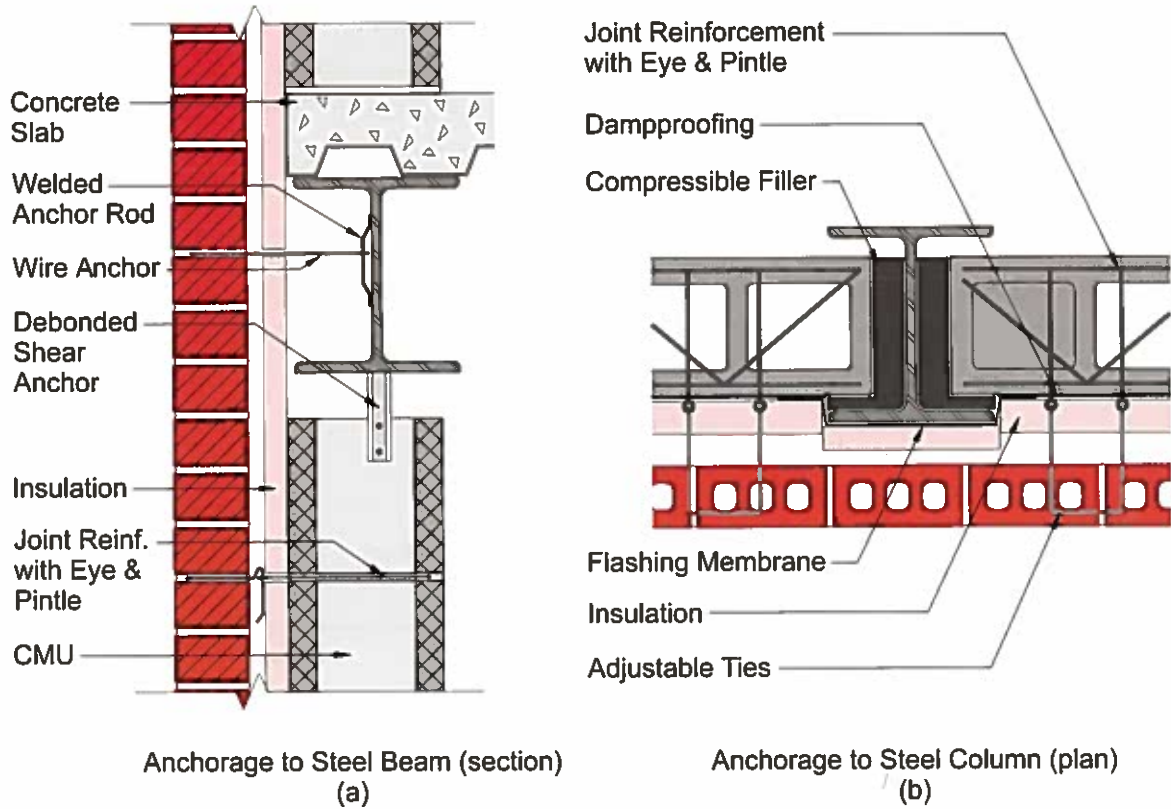 Concrete
Slab
Welded
Anchor Rod
Wire Anchor
Debonded
Shear
Anchor
Insulation
Joint Reinf.
with Eye &
Pintle
CMU
Anchorage to Steel Beam (section)
(a)
Joint Reinforcement
with Eye & Pintle
Dampproofing
Compressible Filler
Flashing Membrane
Insulation
Adjustable Ties
Anchorage to Steel Column (plan)
(b)